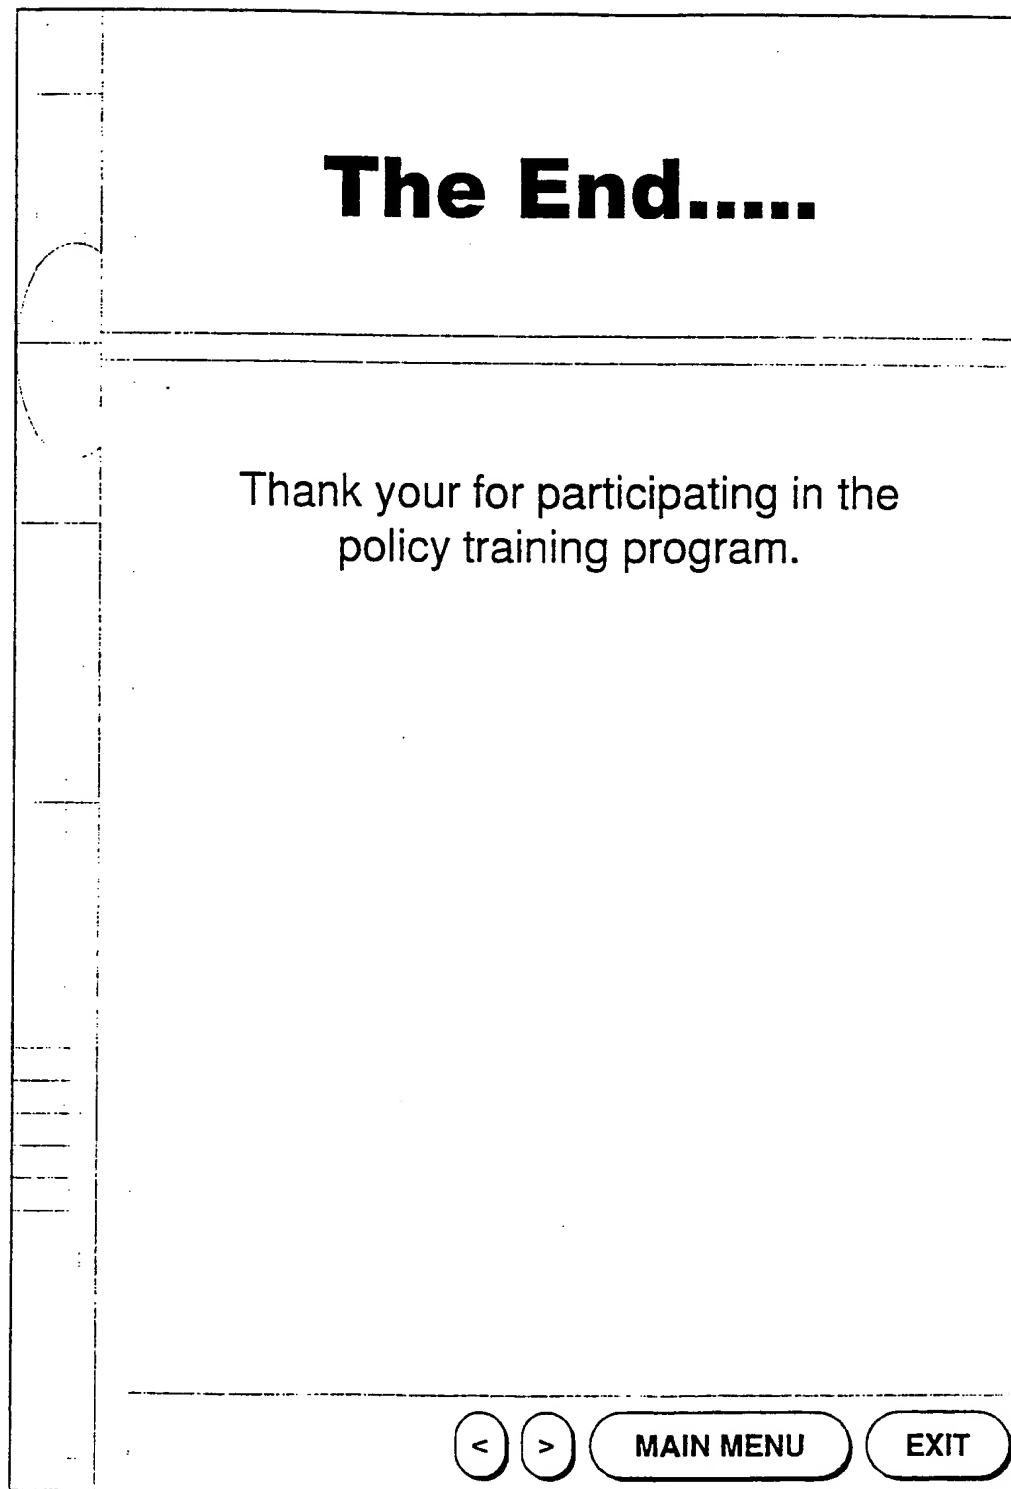 The End.....
Thank your for participating in the
policy training program.
< > MAIN MENU EXIT